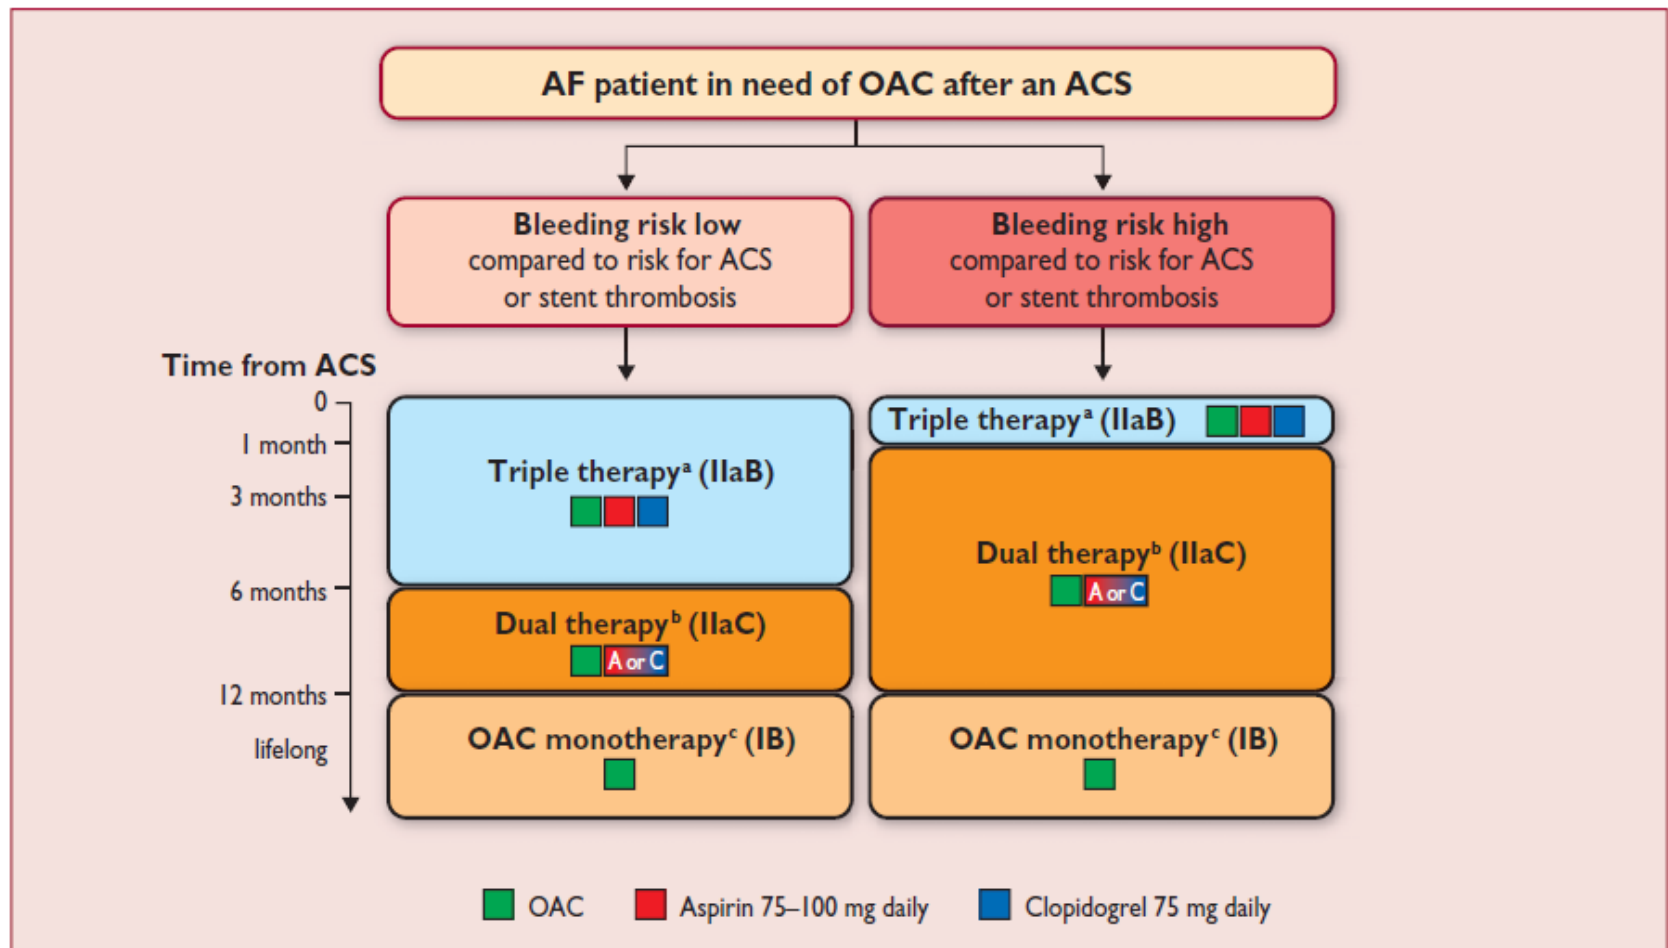 AF patient in need of OAC after an ACS
Bleeding risk low
compared to risk for ACS
or stent thrombosis
Bleeding risk high
compared to risk for ACS
or stent thrombosis
Time from ACS
0
1 month
3 months
6 months
12 months
lifelong
Triple therapyᵃ (IIaB)
Dual therapyᵇ (IIaC)
A or C
OAC monotherapyᶜ (IB)
Triple therapyᵃ (IIaB)
Dual therapyᵇ (IIaC)
A or C
OAC monotherapyᶜ (IB)
OAC
Aspirin 75–100 mg daily
Clopidogrel 75 mg daily